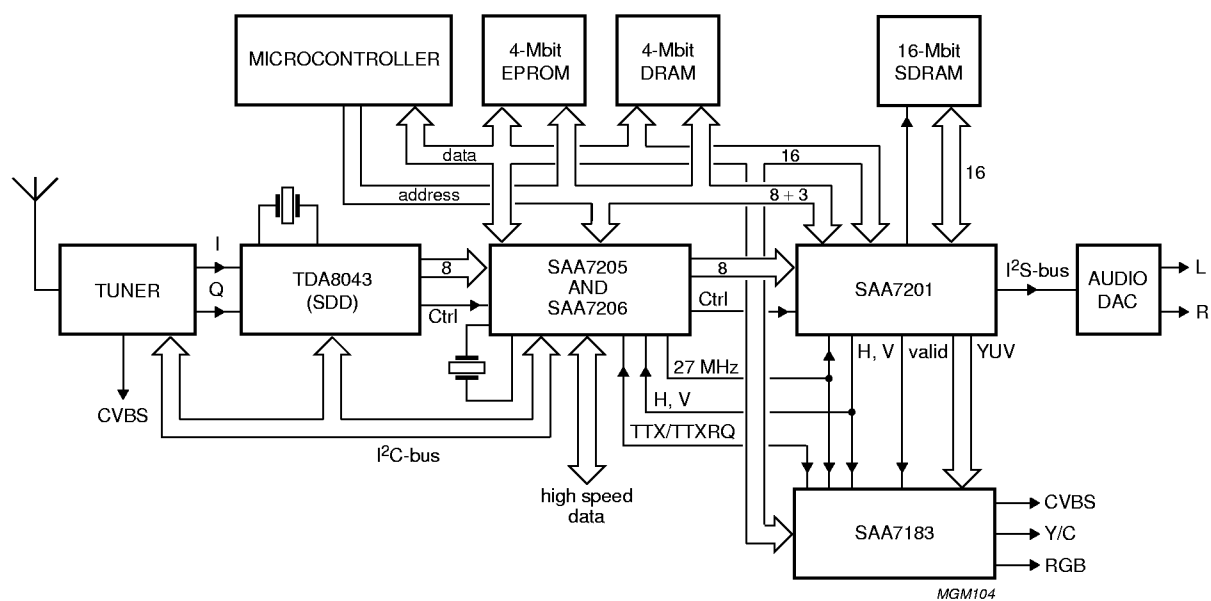 MICROCONTROLLER
4-Mbit
EPROM
4-Mbit
DRAM
16-Mbit
SDRAM
data
16
16
address
8 + 3
I
Q
TUNER
TDA8043
(SDD)
8
Ctrl
SAA7205
AND
SAA7206
8
Ctrl
SAA7201
I²S-bus
AUDIO
DAC
L
R
CVBS
27 MHz
H, V
TTX/TTXRQ
H, V
valid
YUV
I²C-bus
high speed
data
SAA7183
CVBS
Y/C
RGB
MGM104